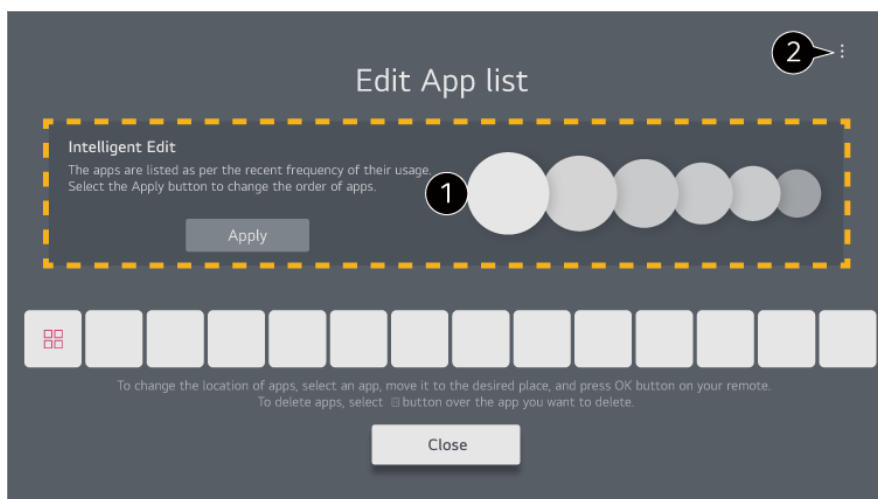 2
Edit App list
Intelligent Edit
The apps are listed as per the recent frequency of their usage.
Select the Apply button to change the order of apps.
1
Apply
To change the location of apps, select an app, move it to the desired place, and press OK button on your remote.
To delete apps, select button over the app you want to delete.
Close